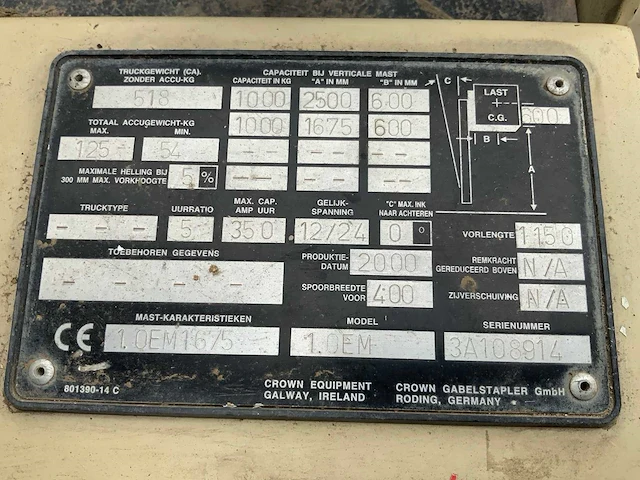 TRUCKGEWICHT (CA).
ZONDER ACCU-KG
518
CAPACITEIT BIJ VERTICALE MAST
CAPACITEIT IN KG "A" IN MM "B" IN MM
1000 2500 600
1000 1675 600
-- -- --
-- -- --
TOTAAL ACCUGEWICHT-KG
MAX. MIN.
125 54
MAXIMALE HELLING BIJ
300 MM MAX. VORKHOOGTE
5 %
C
LAST
C.G.
600
B
A
TRUCKTYPE UURRATIO MAX. CAP.
AMP UUR GELIJK-
SPANNING "C" MAX. INK
NAAR ACHTEREN
- - - 5 350 12/24 0 °
VORLENGTE 1150
TOEBEHOREN GEGEVENS
- - - - -
PRODUKTIE-
DATUM 2000
REMKRACHT
GEREDUCEERD BOVEN N/A
SPOORBREEDTE
VOOR 400
ZIJVERSCHUIVING N/A
MAST-KARAKTERISTIEKEN MODEL SERIENUMMER
CE 1.0EM1675 1.0EM 3A108914
801390-14 C
CROWN EQUIPMENT
GALWAY, IRELAND
CROWN GABELSTAPLER GmbH
RODING, GERMANY